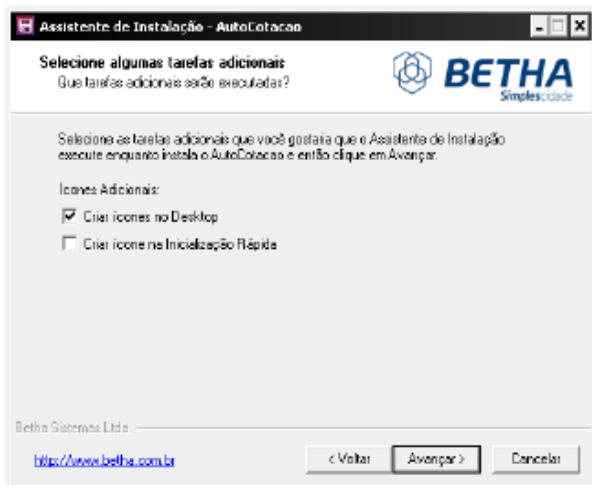 Assistente de Instalação - AutoCotacao
Selecione algumas tarefas adicionais
Que tarefas adicionais serão executadas?
BETHA
Simplescidade
Selecione as tarefas adicionais que você gostaria que o Assistente de Instalação
execute enquanto instala o AutoCotacao e então clique em Avançar.
Ícones Adicionais:
Criar ícones no Desktop
Criar ícone na Inicialização Rápida
Betha Sistemas Ltda.
http://www.betha.com.br
< Voltar
Avançar >
Cancelar